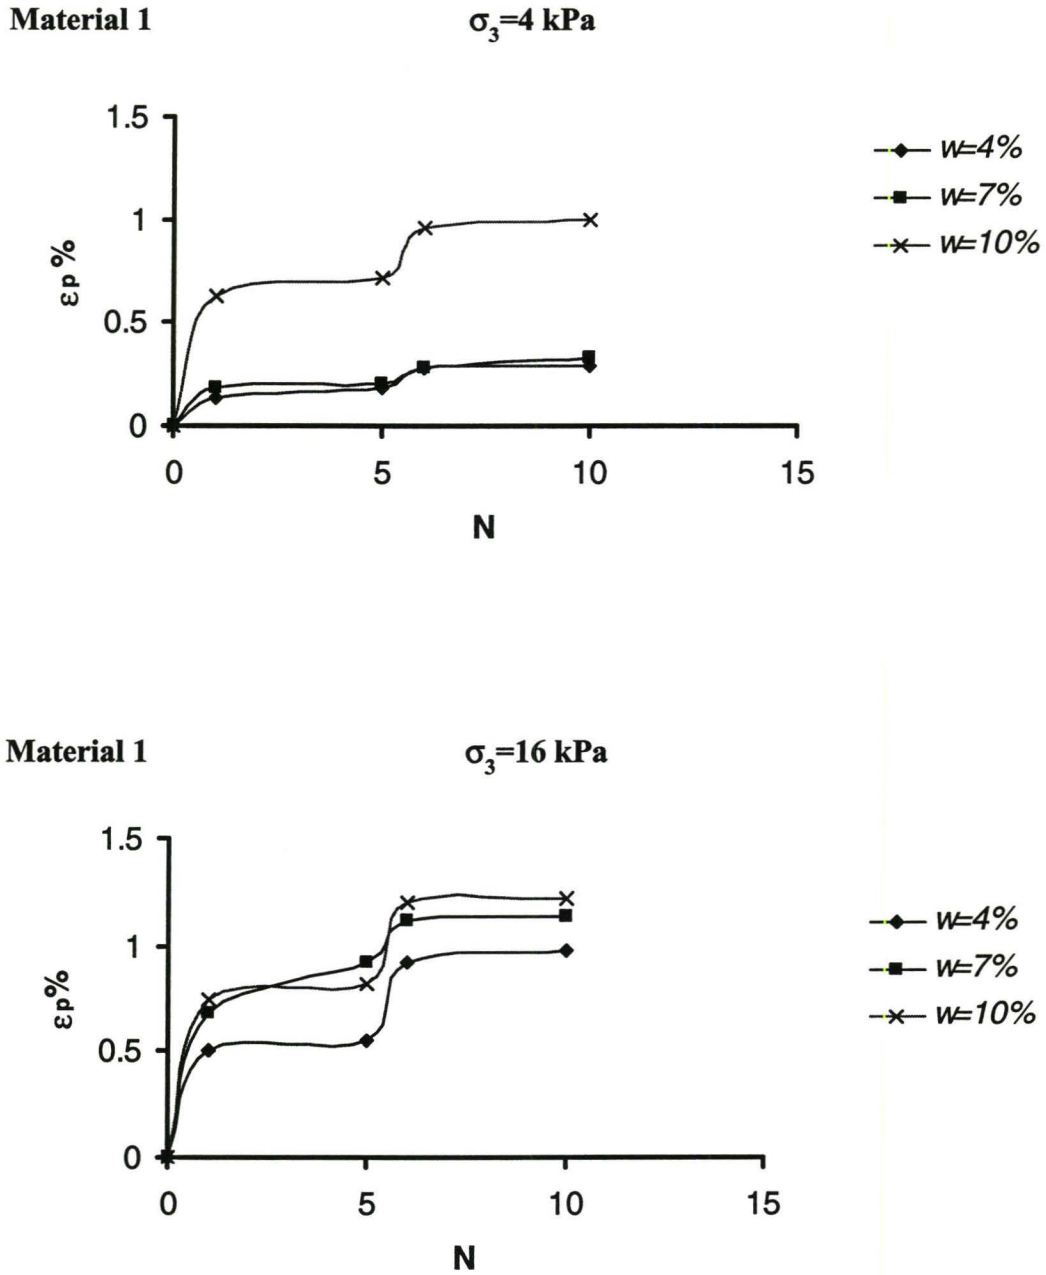 Material 1 σ3=4 kPa
1.5
1
0.5
0
εp%
0 5 10 15
N
w=4%
w=7%
w=10%
Material 1 σ3=16 kPa
1.5
1
0.5
0
εp%
0 5 10 15
N
w=4%
w=7%
w=10%